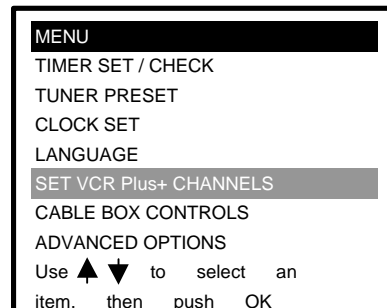 MENU
TIMER SET / CHECK
TUNER PRESET
CLOCK SET
LANGUAGE
SET VCR Plus+ CHANNELS
CABLE BOX CONTROLS
ADVANCED OPTIONS
Use to select an
item, then push OK